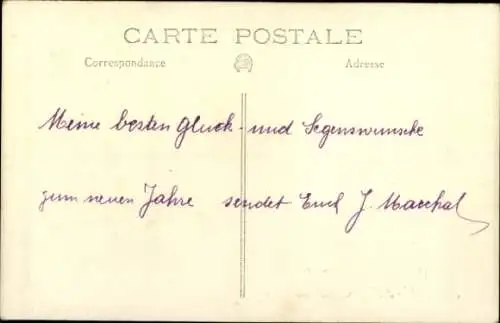 CARTE POSTALE
Correspondance Adresse
Meine besten Glück- und Segenswünsche
zum neuen Jahre sendet Euch J. Marchal